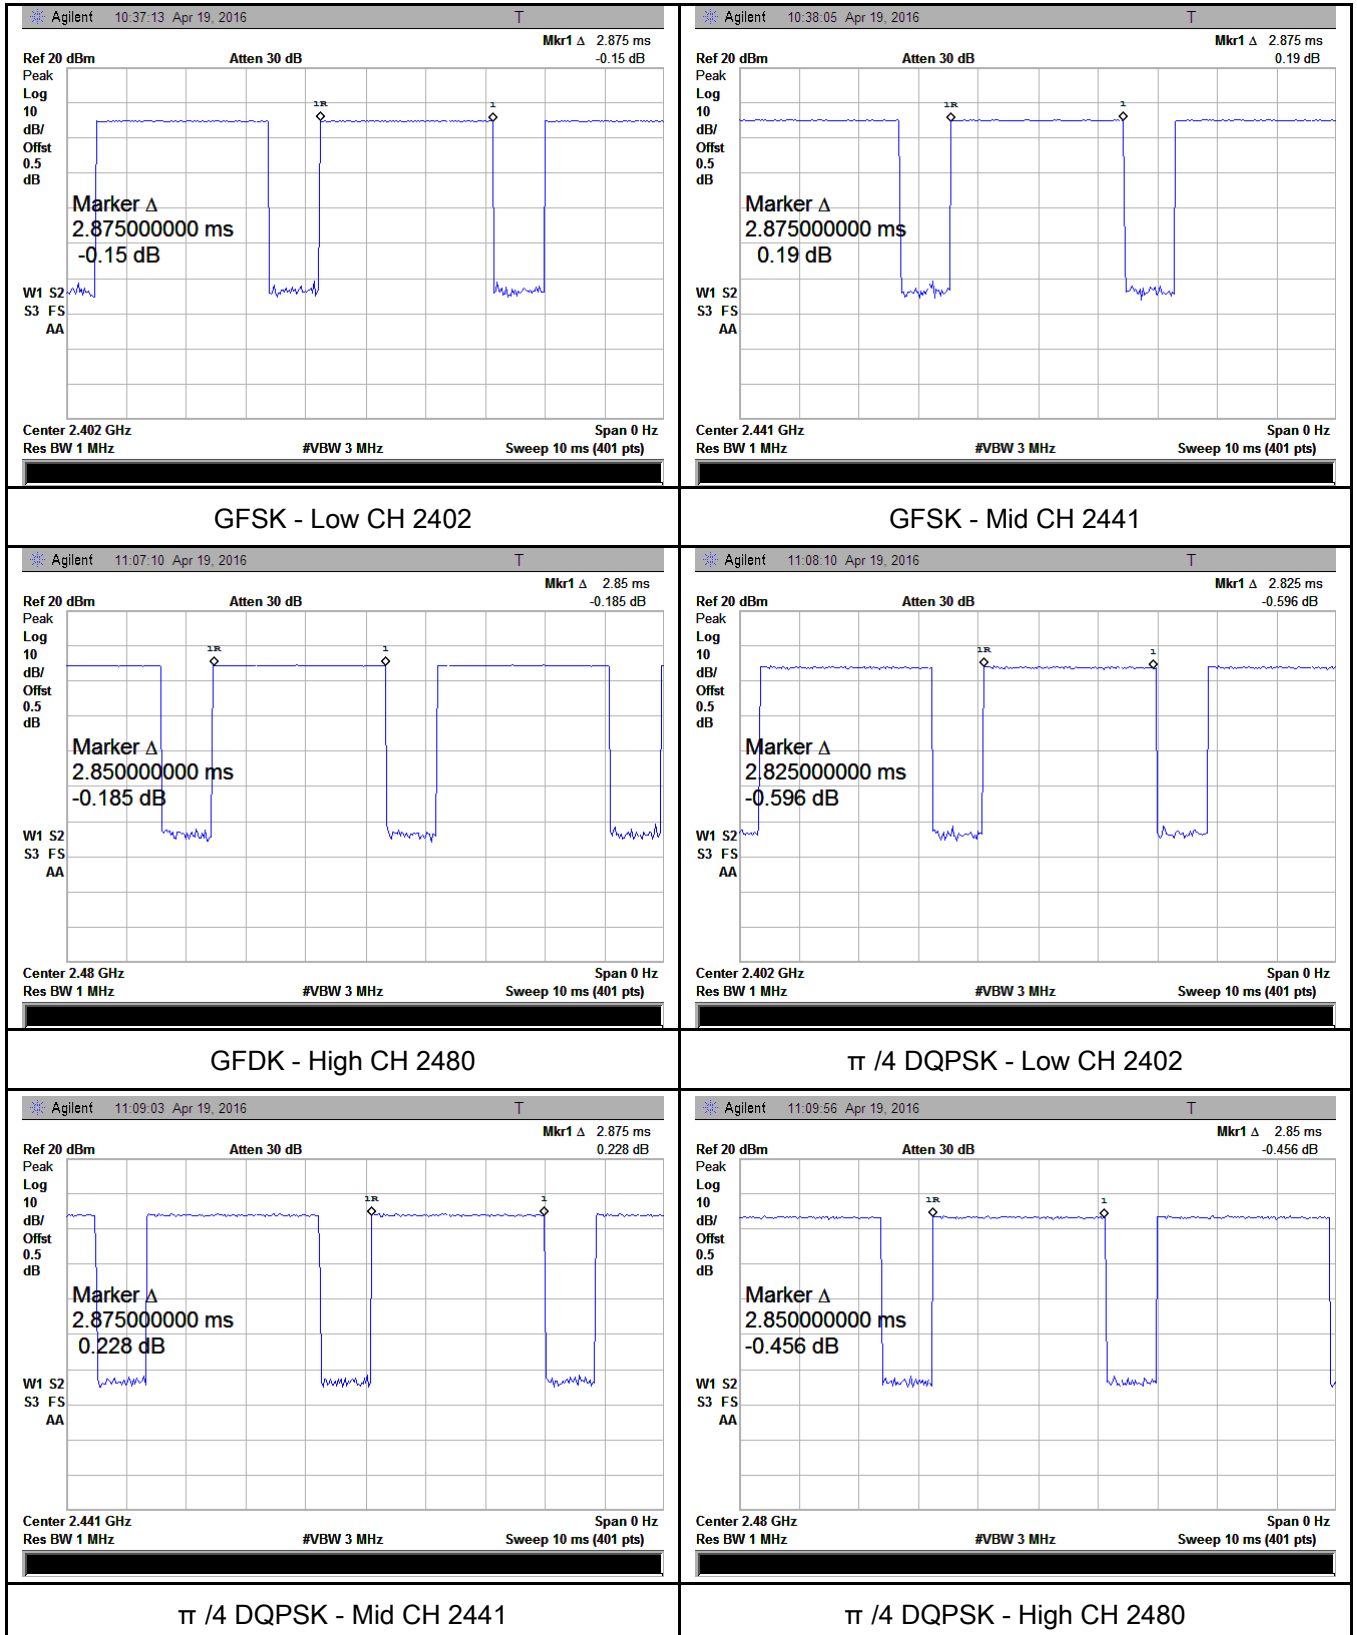 Agilent 10:37:13 Apr 19, 2016 T
Mkr1 Δ 2.875 ms
Ref 20 dBm Atten 30 dB -0.15 dB
Peak
Log
10
dB/
Offst
0.5
dB
1R 1
Marker Δ
2.875000000 ms
-0.15 dB
W1 S2
S3 FS
AA
Center 2.402 GHz Span 0 Hz
Res BW 1 MHz #VBW 3 MHz Sweep 10 ms (401 pts)
GFSK - Low CH 2402
Agilent 10:38:05 Apr 19, 2016 T
Mkr1 Δ 2.875 ms
Ref 20 dBm Atten 30 dB 0.19 dB
Peak
Log
10
dB/
Offst
0.5
dB
1R 1
Marker Δ
2.875000000 ms
0.19 dB
W1 S2
S3 FS
AA
Center 2.441 GHz Span 0 Hz
Res BW 1 MHz #VBW 3 MHz Sweep 10 ms (401 pts)
GFSK - Mid CH 2441
Agilent 11:07:10 Apr 19, 2016 T
Mkr1 Δ 2.85 ms
Ref 20 dBm Atten 30 dB -0.185 dB
Peak
Log
10
dB/
Offst
0.5
dB
1R 1
Marker Δ
2.850000000 ms
-0.185 dB
W1 S2
S3 FS
AA
Center 2.48 GHz Span 0 Hz
Res BW 1 MHz #VBW 3 MHz Sweep 10 ms (401 pts)
GFDK - High CH 2480
Agilent 11:08:10 Apr 19, 2016 T
Mkr1 Δ 2.825 ms
Ref 20 dBm Atten 30 dB -0.596 dB
Peak
Log
10
dB/
Offst
0.5
dB
1R 1
Marker Δ
2.825000000 ms
-0.596 dB
W1 S2
S3 FS
AA
Center 2.402 GHz Span 0 Hz
Res BW 1 MHz #VBW 3 MHz Sweep 10 ms (401 pts)
π /4 DQPSK - Low CH 2402
Agilent 11:09:03 Apr 19, 2016 T
Mkr1 Δ 2.875 ms
Ref 20 dBm Atten 30 dB 0.228 dB
Peak
Log
10
dB/
Offst
0.5
dB
1R 1
Marker Δ
2.875000000 ms
0.228 dB
W1 S2
S3 FS
AA
Center 2.441 GHz Span 0 Hz
Res BW 1 MHz #VBW 3 MHz Sweep 10 ms (401 pts)
π /4 DQPSK - Mid CH 2441
Agilent 11:09:56 Apr 19, 2016 T
Mkr1 Δ 2.85 ms
Ref 20 dBm Atten 30 dB -0.456 dB
Peak
Log
10
dB/
Offst
0.5
dB
1R 1
Marker Δ
2.850000000 ms
-0.456 dB
W1 S2
S3 FS
AA
Center 2.48 GHz Span 0 Hz
Res BW 1 MHz #VBW 3 MHz Sweep 10 ms (401 pts)
π /4 DQPSK - High CH 2480